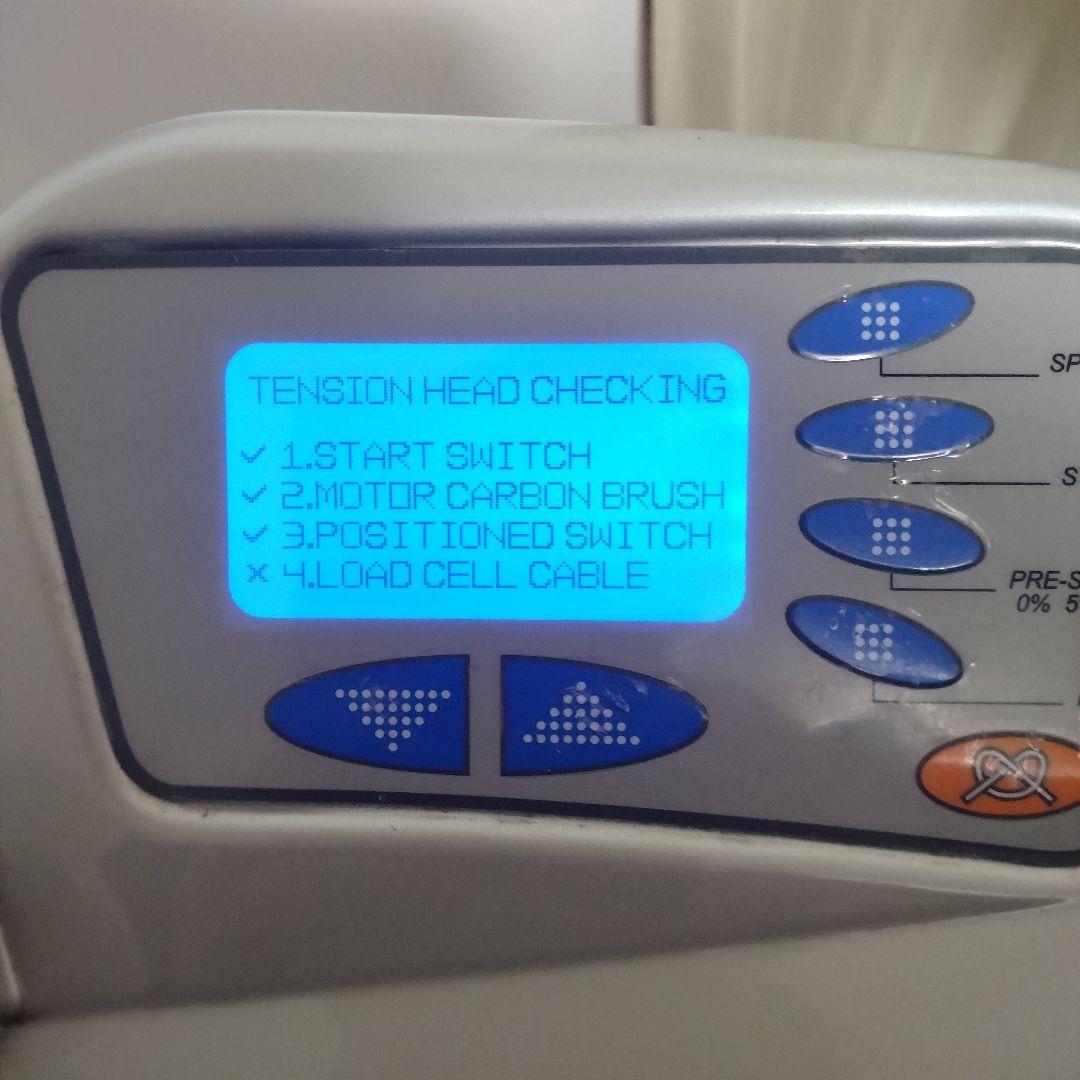 TENSION HEAD CHECKING
✓ 1.START SWITCH
✓ 2.MOTOR CARBON BRUSH
✓ 3.POSITIONED SWITCH
✗ 4.LOAD CELL CABLE
SP
S
PRE-S
0% 5